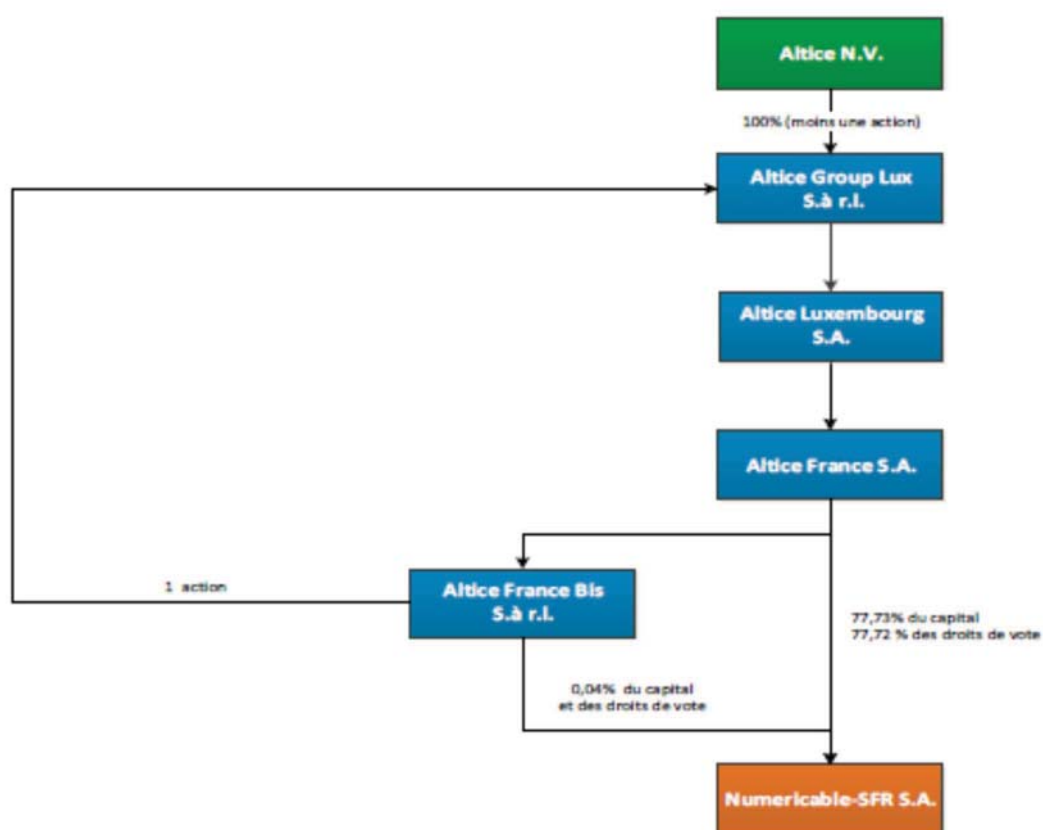 Altice N.V.
100% (moins une action)
Altice Group Lux
S.à r.l.
Altice Luxembourg
S.A.
Altice France S.A.
1 action
Altice France Bis
S.à r.l.
77,73% du capital
77,72 % des droits de vote
0,04% du capital
et des droits de vote
Numericable-SFR S.A.